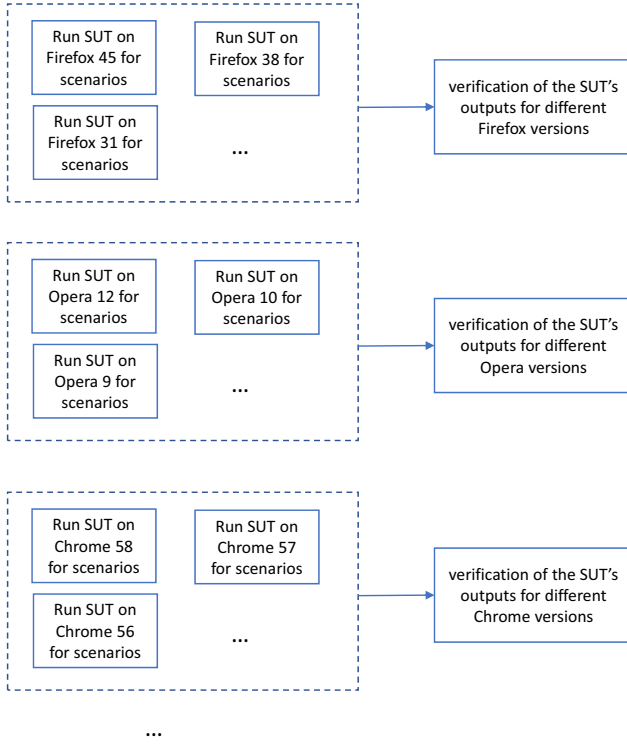 Run SUT on
Firefox 45 for
scenarios
Run SUT on
Firefox 38 for
scenarios
Run SUT on
Firefox 31 for
scenarios
...
verification of the SUT's
outputs for different
Firefox versions
Run SUT on
Opera 12 for
scenarios
Run SUT on
Opera 10 for
scenarios
Run SUT on
Opera 9 for
scenarios
...
verification of the SUT's
outputs for different
Opera versions
Run SUT on
Chrome 58
for scenarios
Run SUT on
Chrome 57
for scenarios
Run SUT on
Chrome 56
for scenarios
...
verification of the SUT's
outputs for different
Chrome versions
...